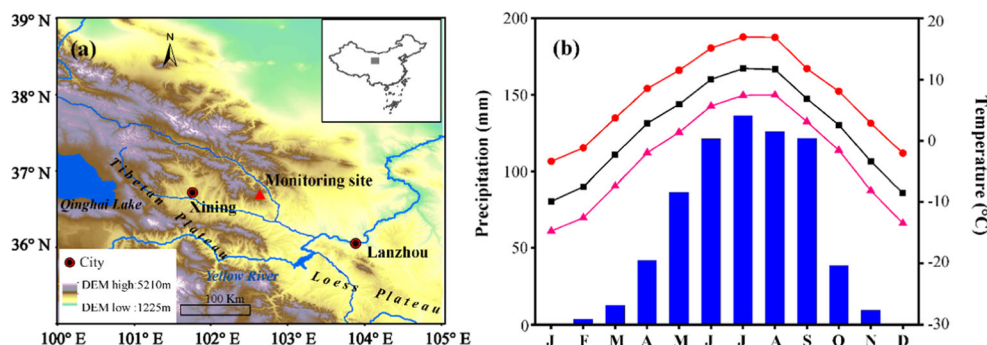 39° N
38° N
37° N
36° N
(a)
N
Monitoring site
Tibetan Plateau
Xining
Qinghai Lake
Lanzhou
City
DEM high:5210m
DEM low :1225m
Yellow River
100 Km
Loess Plateau
100° E
101° E
102° E
103° E
104° E
105° E
(b)
Precipitation (mm)
200
150
100
50
0
Temperature (°C)
20
10
0
-10
-20
-30
J F M A M J J A S O N D